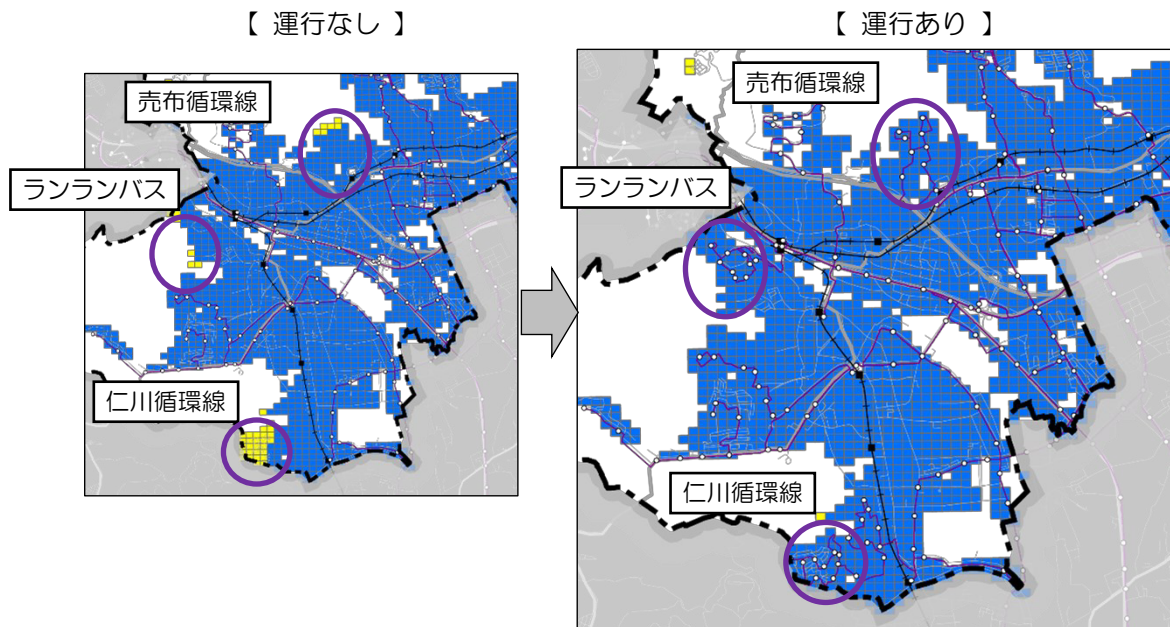 【 運行なし 】
【 運行あり 】
売布循環線
ランランバス
仁川循環線
売布循環線
ランランバス
仁川循環線